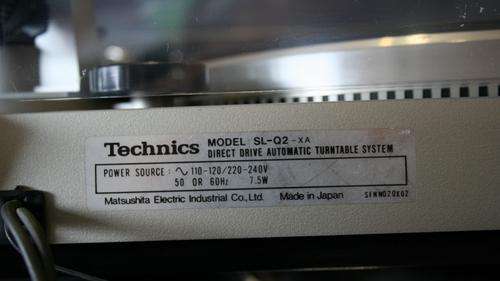 Technics MODEL SL-Q2-XA
DIRECT DRIVE AUTOMATIC TURNTABLE SYSTEM
POWER SOURCE : ∿ 110-120/220-240V
50 OR 60Hz 7.5W
Matsushita Electric Industrial Co., Ltd. Made in Japan